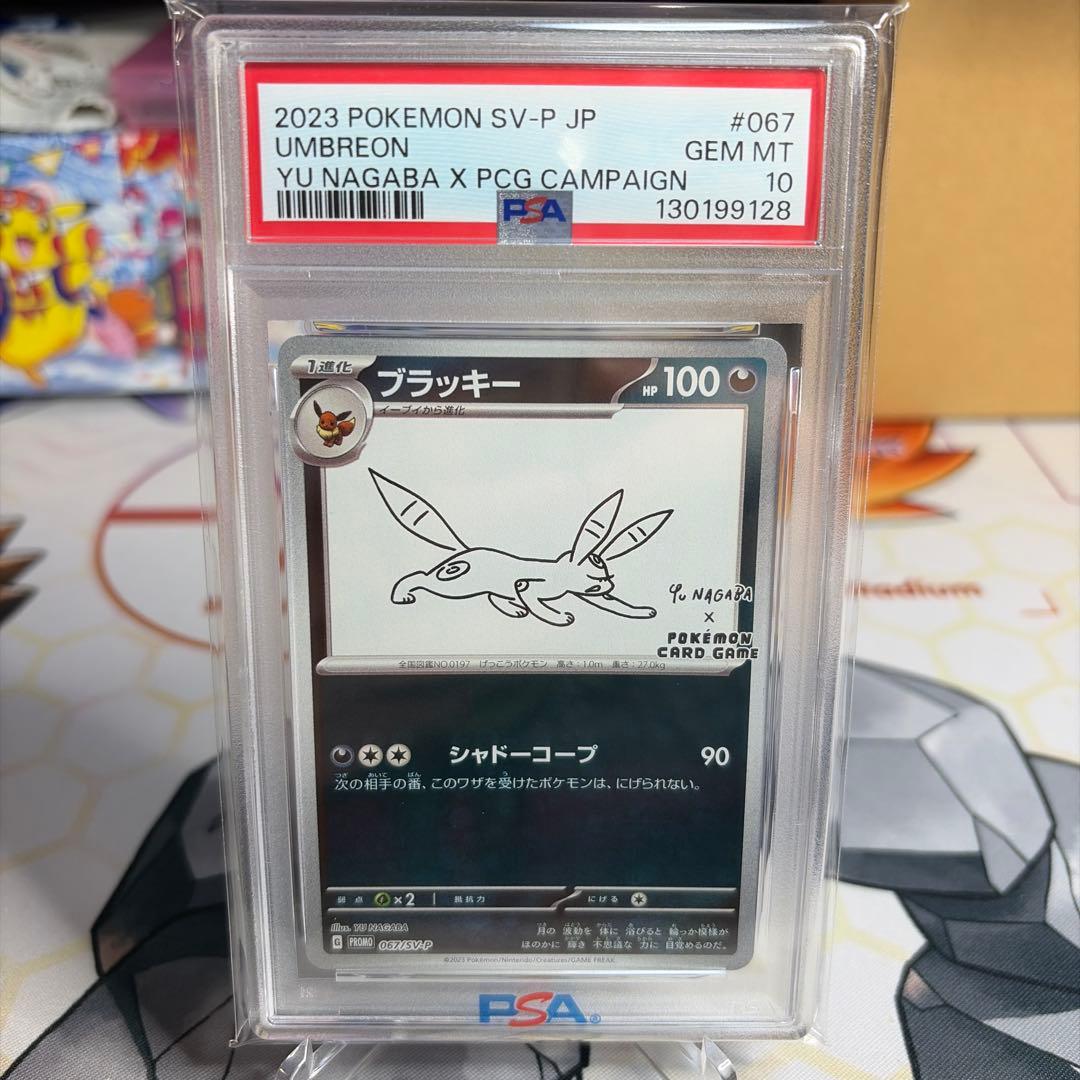 2023 POKEMON SV-P JP #067
UMBREON GEM MT
YU NAGABA X PCG CAMPAIGN 10
PSA 130199128
1進化 ブラッキー HP 100
イーブイから進化
YU NAGABA
X
POKÉMON
CARD GAME
全国図鑑NO.0197 げっこうポケモン 高さ:1.0m 重さ:27.0kg
シャドークロープ 90
次の相手の番、このワザを受けたポケモンは、にげられない。
弱点 ×2 抵抗力 にげる
Illus. YU NAGABA
月の波動を体に浴びると輪っか模様が
ほのかに輝き不思議な力に目覚めるのだ。
G PROMO 067/SV-P
©2023 Pokémon/Nintendo/Creatures/GAME FREAK.
PSA®
tadium